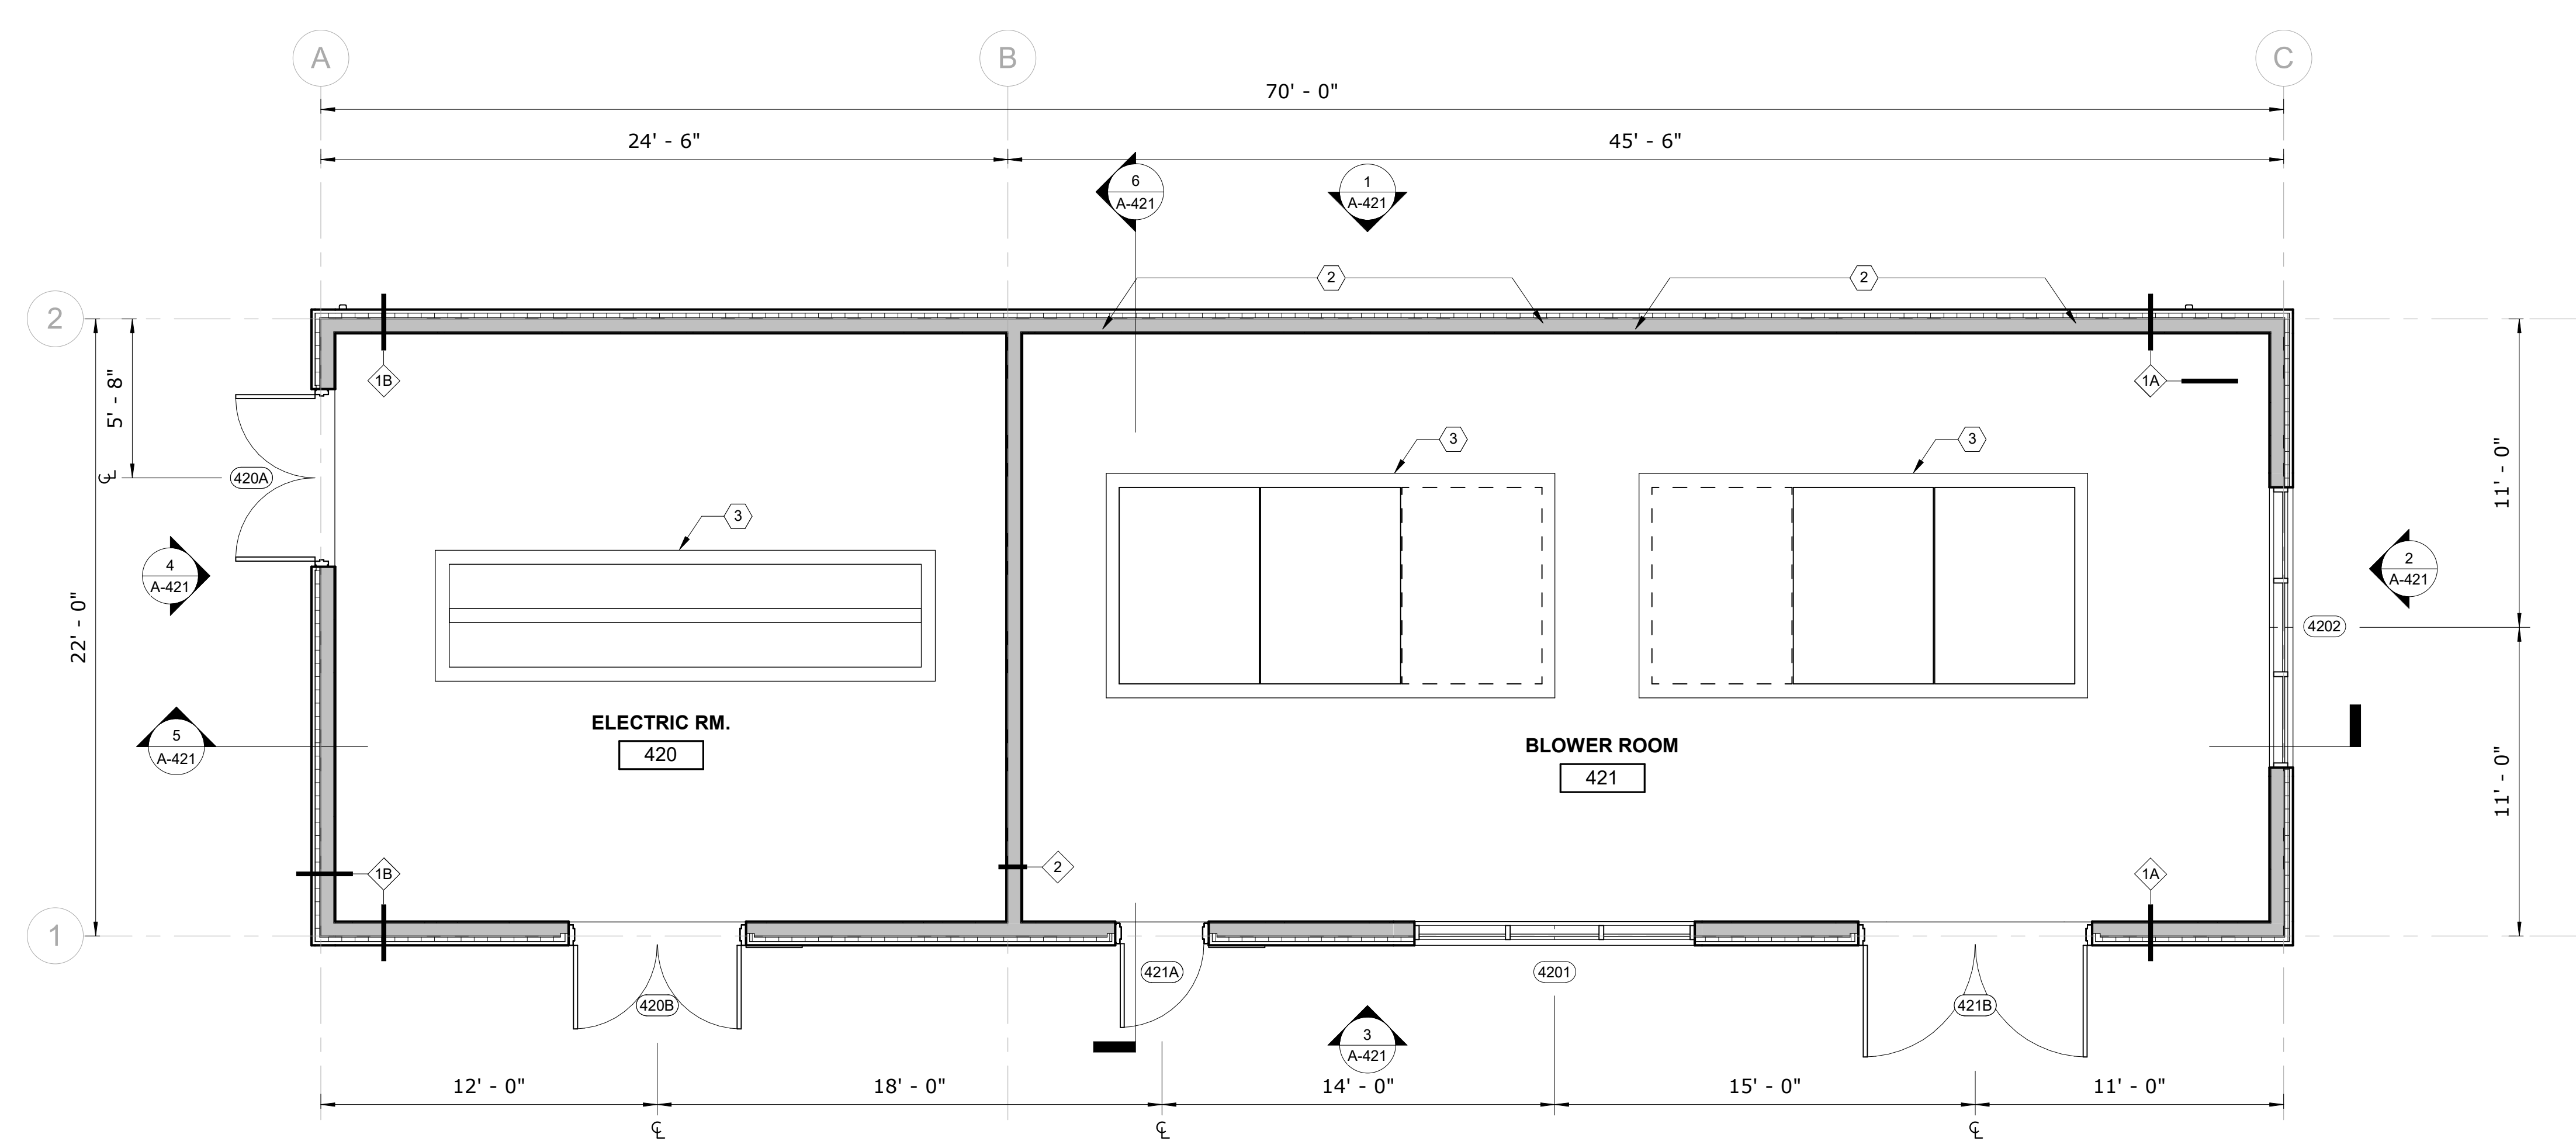 A
B
C
70' - 0"
24' - 6"
45' - 6"
6
A-421
1
A-421
2
2
2
1B
1A
5' - 8"
22' - 0"
11' - 0"
℄
420A
3
3
3
4
A-421
2
A-421
4202
5
A-421
ELECTRIC RM.
420
BLOWER ROOM
421
11' - 0"
1B
2
1A
1
420B
421A
4201
421B
3
A-421
12' - 0"
18' - 0"
14' - 0"
15' - 0"
11' - 0"
℄
℄
℄